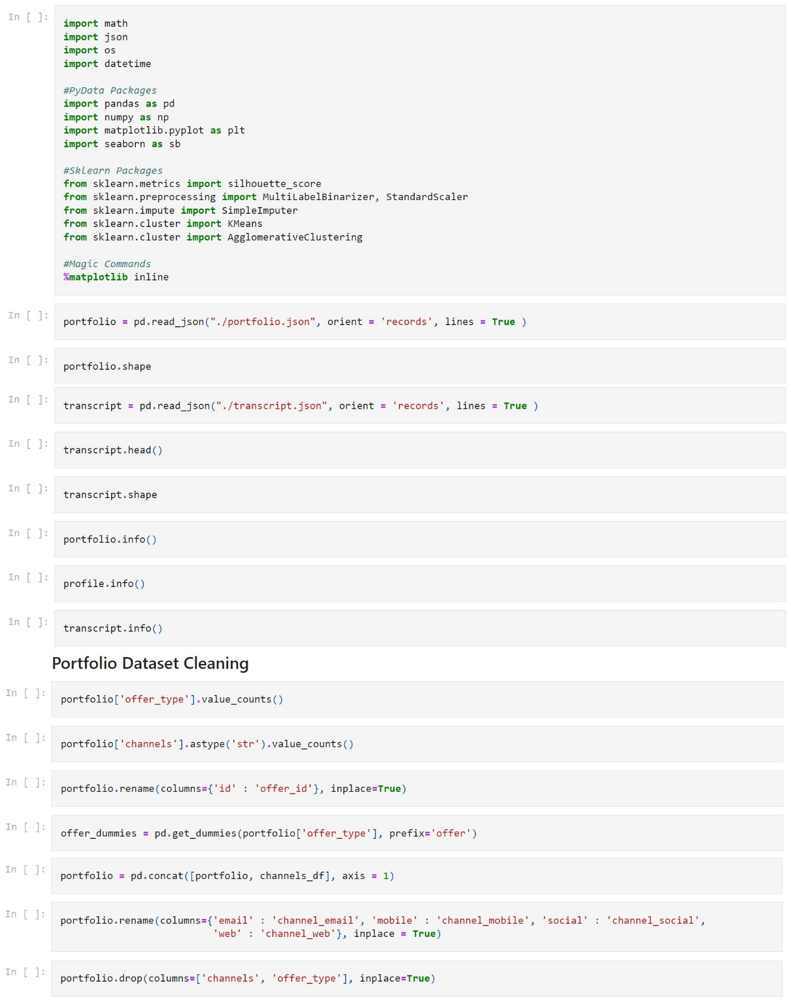 In [ ]:
import math
import json
import os
import datetime
#PyData Packages
import pandas as pd
import numpy as np
import matplotlib.pyplot as plt
import seaborn as sb
#Sklearn Packages
from sklearn.metrics import silhouette_score
from sklearn.preprocessing import MultiLabelBinarizer, StandardScaler
from sklearn.impute import SimpleImputer
from sklearn.cluster import KMeans
from sklearn.cluster import AgglomerativeClustering
#Magic Commands
%matplotlib inline
In [ ]:
portfolio = pd.read_json("./portfolio.json", orient = 'records', lines = True )
In [ ]:
portfolio.shape
In [ ]:
transcript = pd.read_json("./transcript.json", orient = 'records', lines = True )
In [ ]:
transcript.head()
In [ ]:
transcript.shape
In [ ]:
portfolio.info()
In [ ]:
profile.info()
In [ ]:
transcript.info()
Portfolio Dataset Cleaning
In [ ]:
portfolio['offer_type'].value_counts()
In [ ]:
portfolio['channels'].astype('str').value_counts()
In [ ]:
portfolio.rename(columns={'id' : 'offer_id'}, inplace=True)
In [ ]:
offer_dummies = pd.get_dummies(portfolio['offer_type'], prefix='offer')
In [ ]:
portfolio = pd.concat([portfolio, channels_df], axis = 1)
In [ ]:
portfolio.rename(columns={'email' : 'channel_email', 'mobile' : 'channel_mobile', 'social' : 'channel_social',
'web' : 'channel_web'}, inplace = True)
In [ ]:
portfolio.drop(columns=['channels', 'offer_type'], inplace=True)